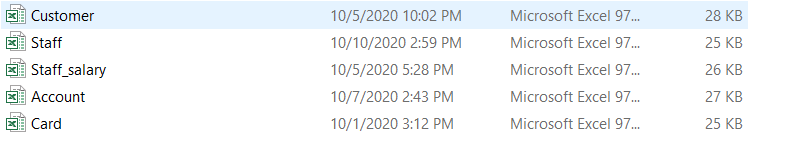 Customer 10/5/2020 10:02 PM Microsoft Excel 97... 28 KB
Staff 10/10/2020 2:59 PM Microsoft Excel 97... 25 KB
Staff_salary 10/5/2020 5:28 PM Microsoft Excel 97... 26 KB
Account 10/7/2020 2:43 PM Microsoft Excel 97... 27 KB
Card 10/1/2020 3:12 PM Microsoft Excel 97... 25 KB